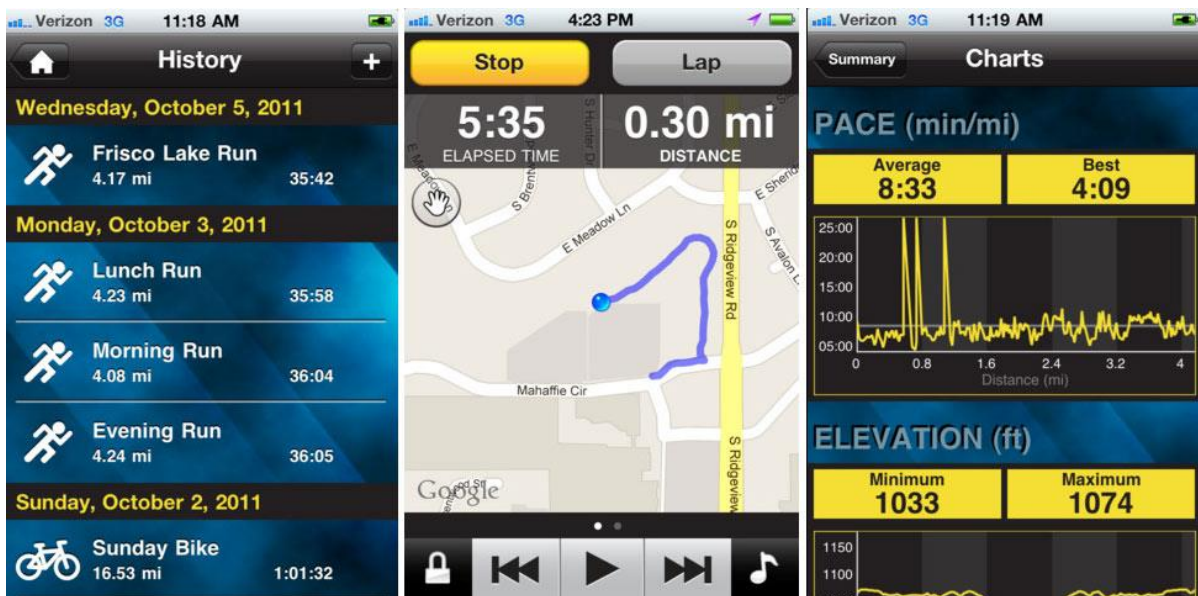 Verizon 3G 11:18 AM
History
+
Wednesday, October 5, 2011
Frisco Lake Run
4.17 mi 35:42
Monday, October 3, 2011
Lunch Run
4.23 mi 35:58
Morning Run
4.08 mi 36:04
Evening Run
4.24 mi 36:05
Sunday, October 2, 2011
Sunday Bike
16.53 mi 1:01:32
Verizon 3G 4:23 PM
Stop Lap
5:35 0.30 mi
ELAPSED TIME DISTANCE
S Hunter Dr
E Meadow
S Brent
E Meadow Ln
E Sherid
S Avalon L
S Ridgeview Rd
Mahaffie Cir
S Ridgeview
Google
Verizon 3G 11:19 AM
Summary Charts
PACE (min/mi)
Average Best
8:33 4:09
25:00
20:00
15:00
10:00
05:00
0 0.8 1.6 2.4 3.2 4
Distance (mi)
ELEVATION (ft)
Minimum Maximum
1033 1074
1150
1100